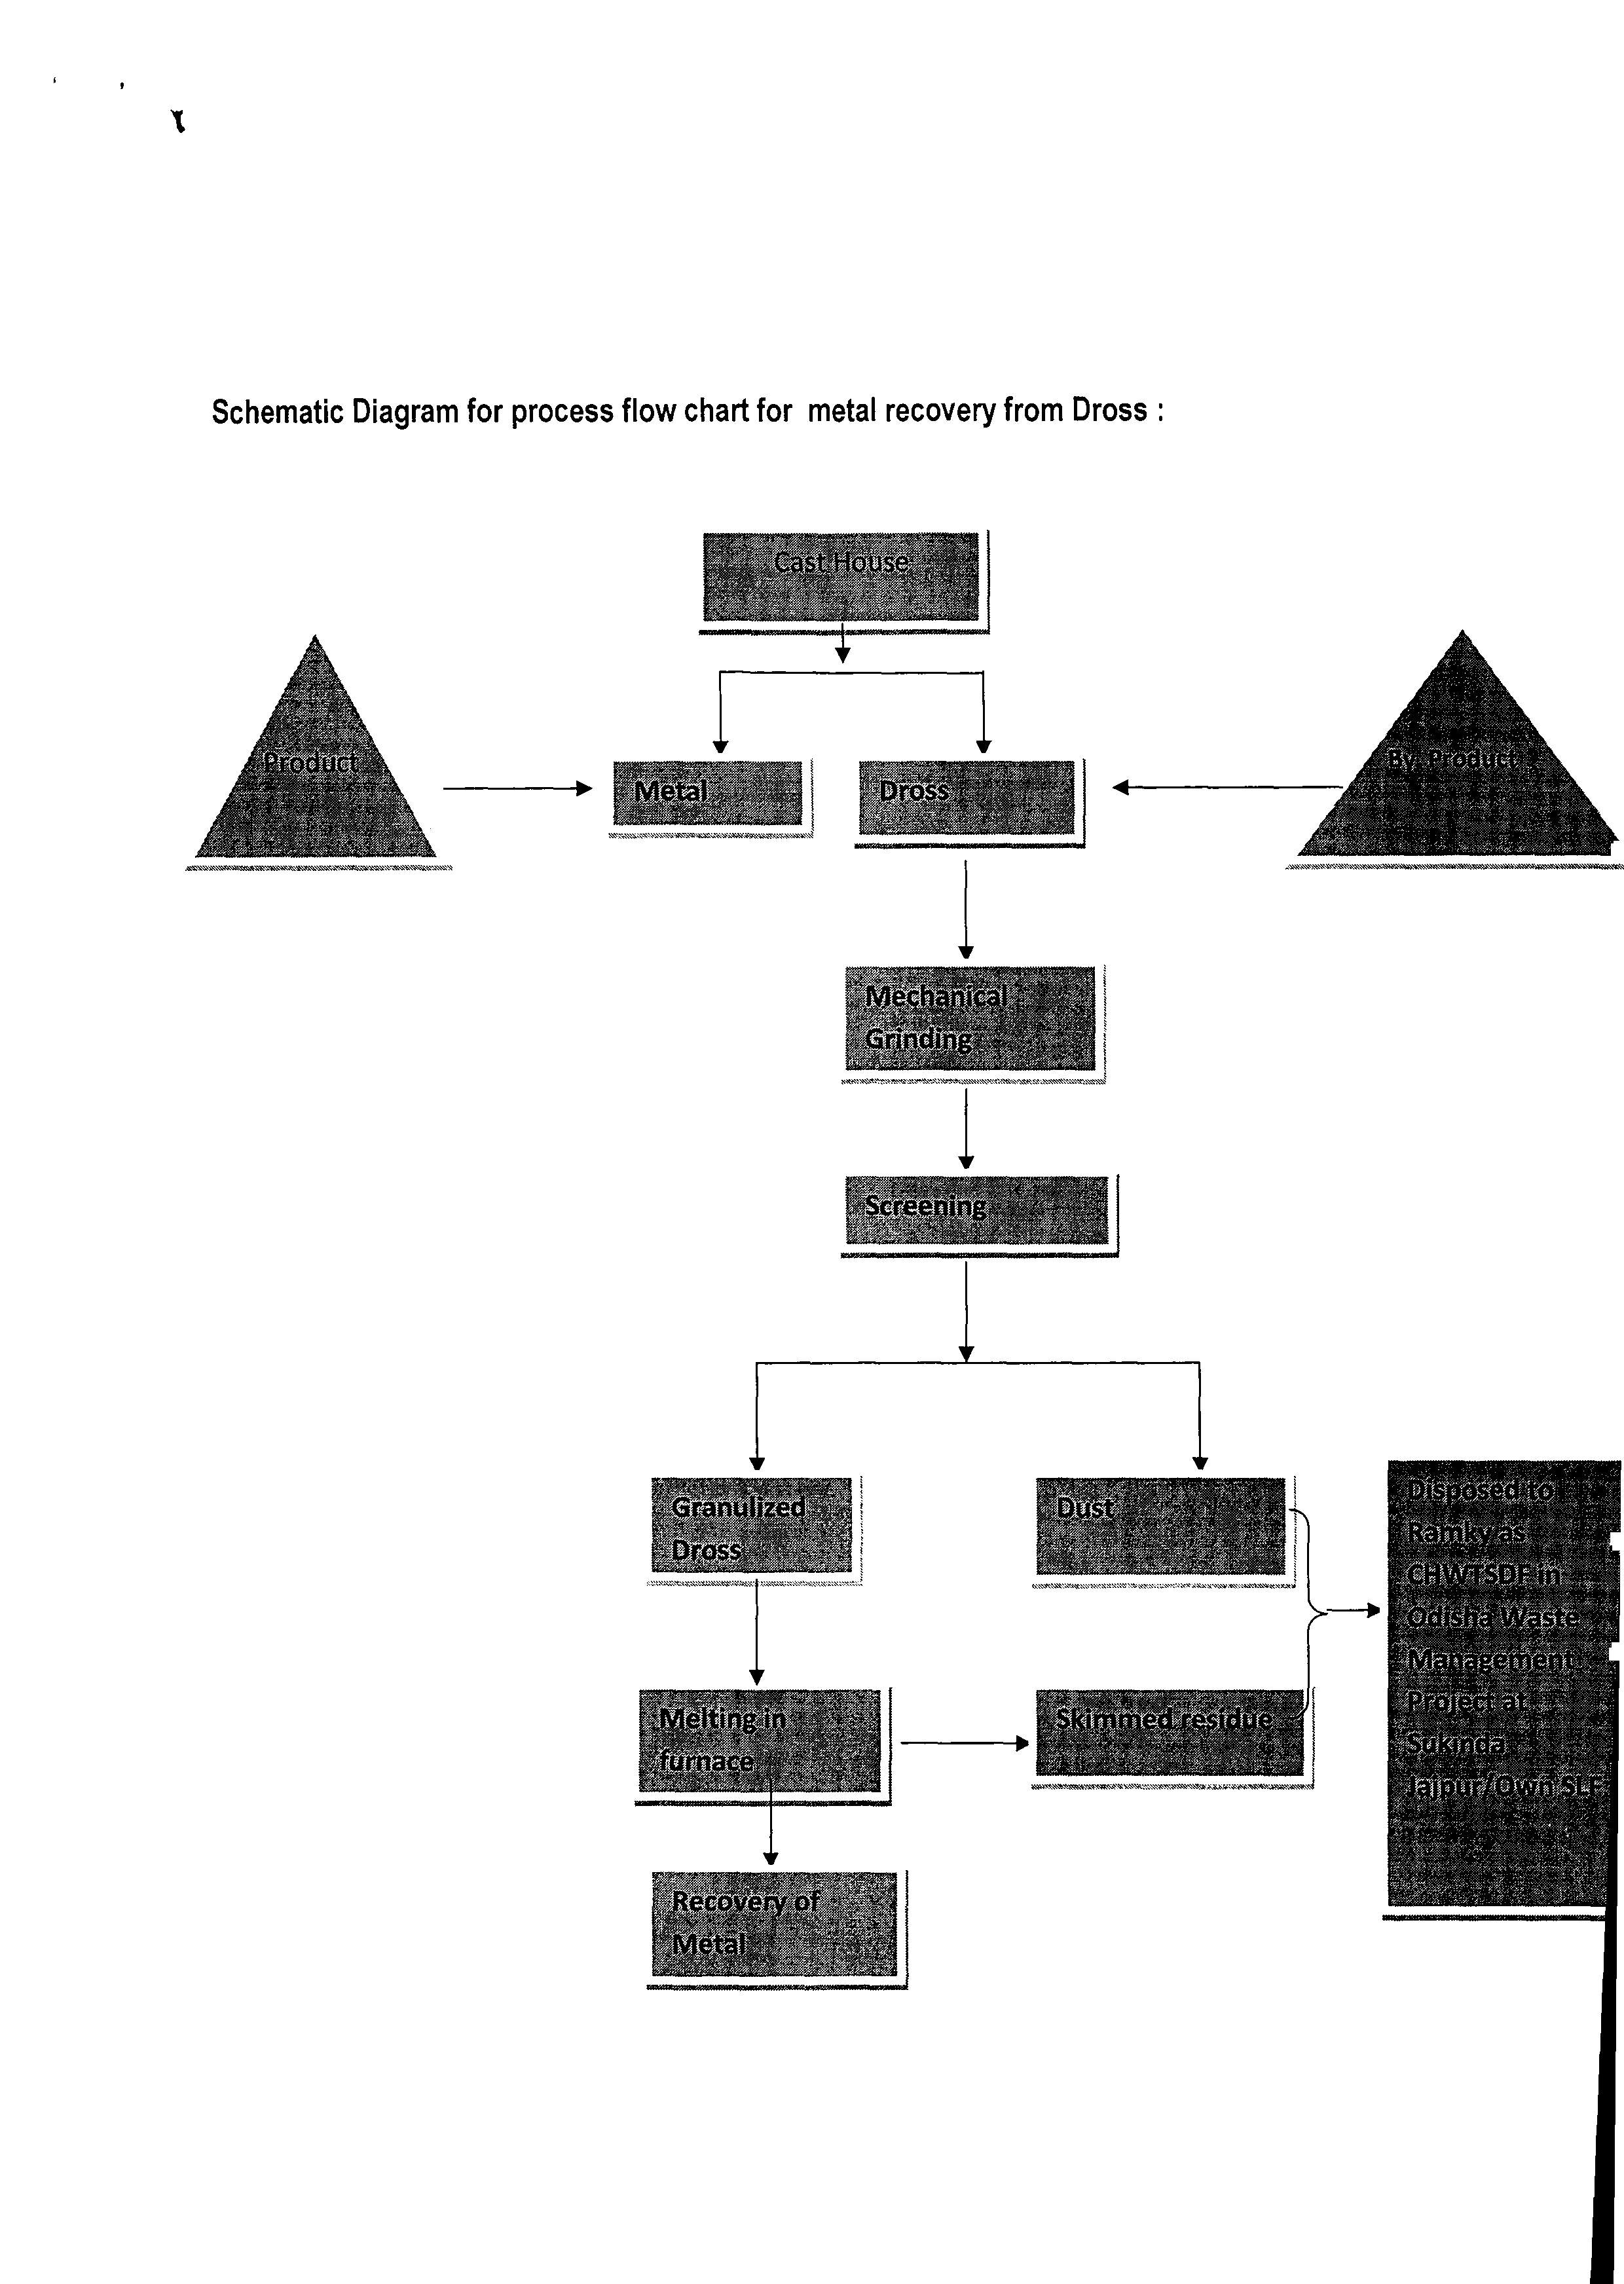 Schematic Diagram for process flow chart for metal recovery from Dross :
Cast House
Product
Metal
Dross
By. Product
Mechanical
Grinding
Screening
Granulized
Dross
Dust
Disposed to
Ramky as
CHWTSDF in
Odisha Waste
Management
Project at
Sukinda
Jajpur/Own SLF
Melting in
furnace
Skimmed residue
Recovery of
Metal